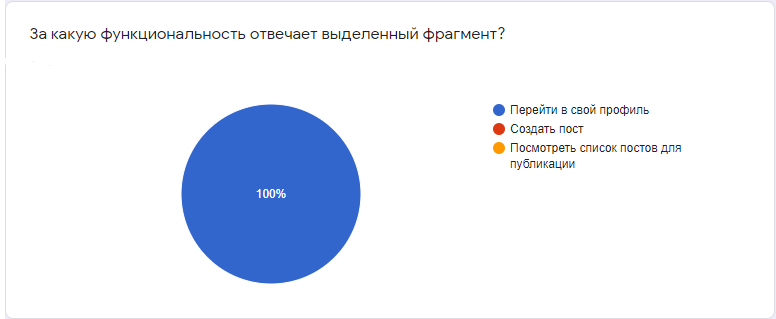 За какую функциональность отвечает выделенный фрагмент?
100%
Перейти в свой профиль
Создать пост
Посмотреть список постов для
публикации